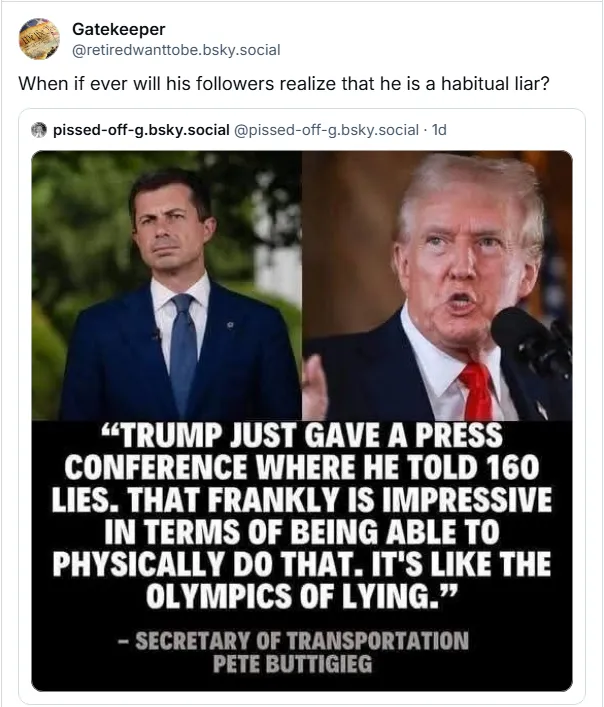 Gatekeeper
@retiredwanttobe.bsky.social
When if ever will his followers realize that he is a habitual liar?
pissed-off-g.bsky.social @pissed-off-g.bsky.social · 1d
“TRUMP JUST GAVE A PRESS
CONFERENCE WHERE HE TOLD 160
LIES. THAT FRANKLY IS IMPRESSIVE
IN TERMS OF BEING ABLE TO
PHYSICALLY DO THAT. IT'S LIKE THE
OLYMPICS OF LYING.”
– SECRETARY OF TRANSPORTATION
PETE BUTTIGIEG